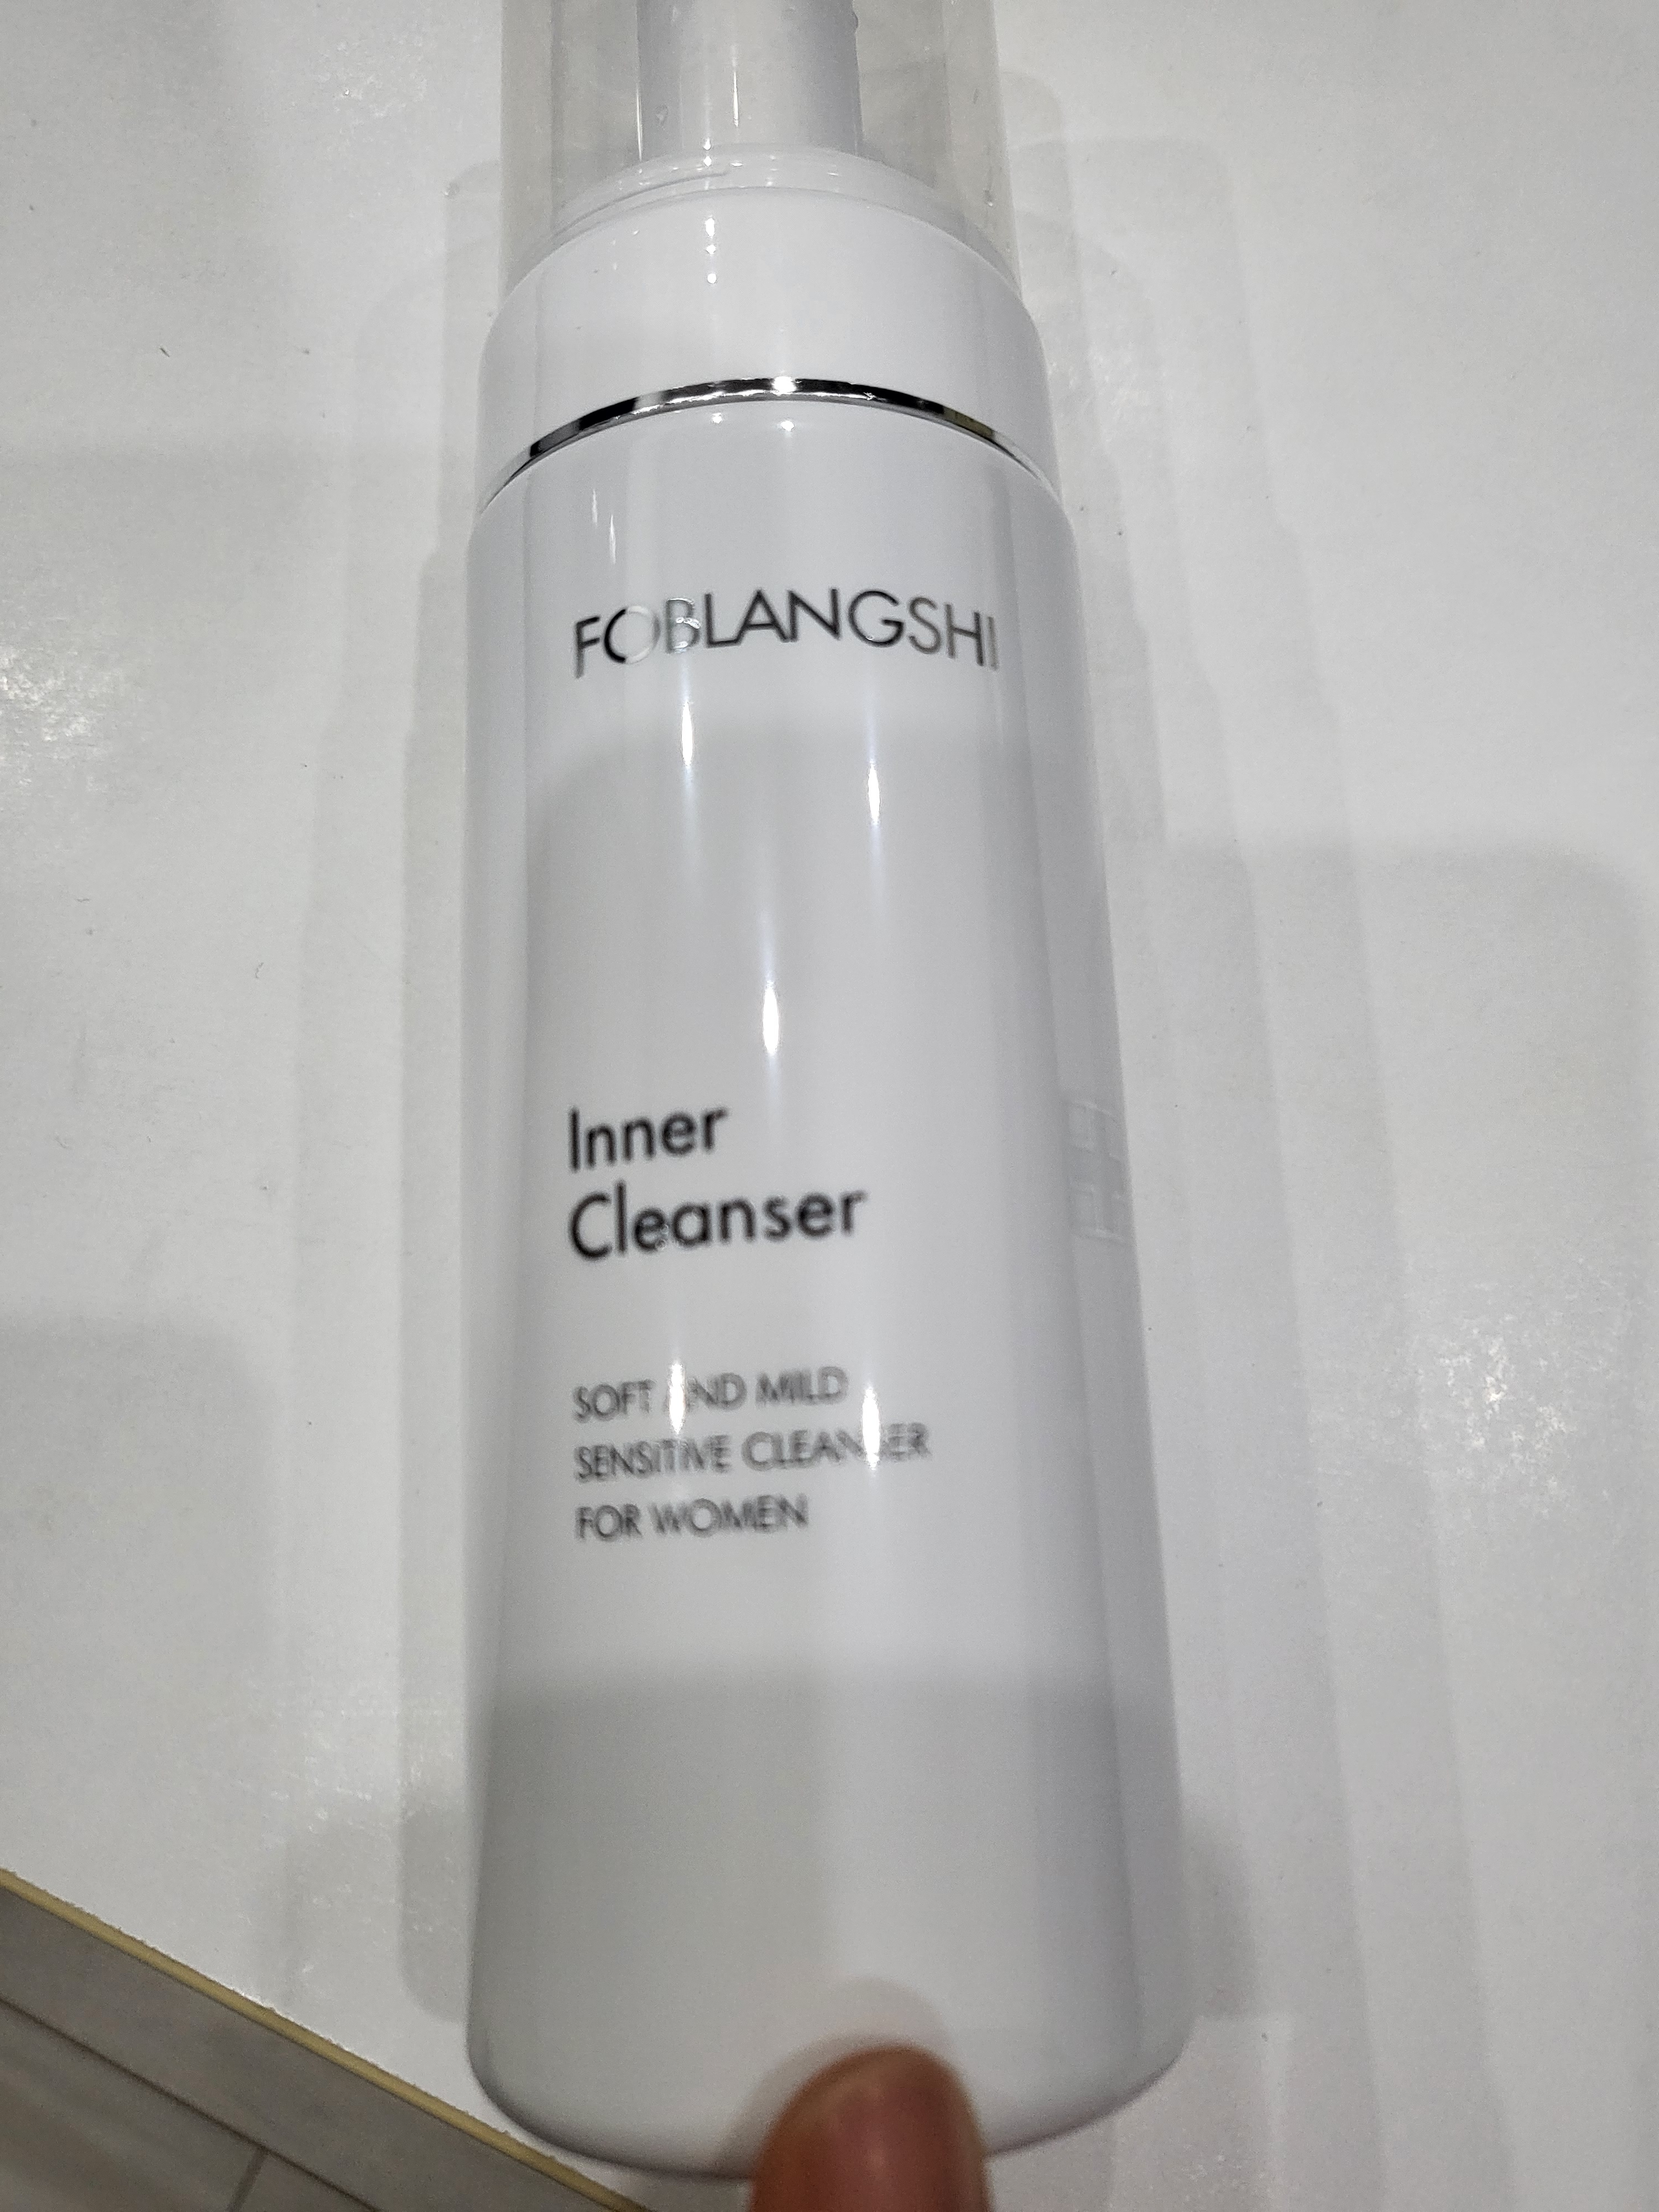 FOBLANGSHI
Inner
Cleanser
SOFT AND MILD
SENSITIVE CLEANSER
FOR WOMEN